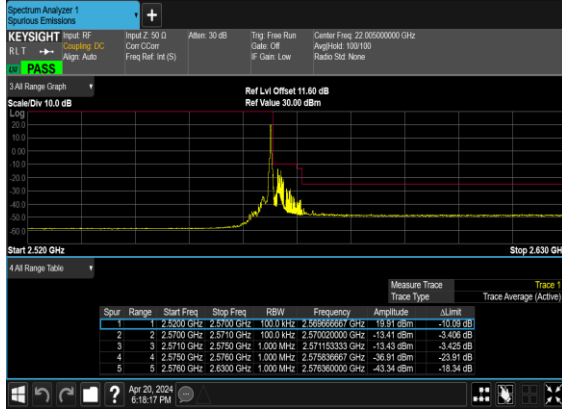 Spectrum Analyzer 1
Spurious Emissions
KEYSIGHT Input: RF Input Z: 50 Ω Atten: 30 dB Trig: Free Run Center Freq: 22.005000000 GHz
RLT Coupling: DC Corr CCorr Gate: Off Avg|Hold: 100/100
Align: Auto Freq Ref: Int (S) IF Gain: Low Radio Std: None
PASS
3 All Range Graph
Ref Lvl Offset 11.60 dB
Scale/Div 10.0 dB Ref Value 30.00 dBm
Log
20.0
10.0
0.00
-10.0
-20.0
-30.0
-40.0
-50.0
-60.0
Start 2.520 GHz Stop 2.630 GH
4 All Range Table
Measure Trace Trace 1
Trace Type Trace Average (Active)
Spur Range Start Freq Stop Freq RBW Frequency Amplitude ΔLimit
1 1 2.5200 GHz 2.5700 GHz 100.0 kHz 2.569666667 GHz 19.91 dBm -10.09 dB
2 2 2.5700 GHz 2.5710 GHz 100.0 kHz 2.570020000 GHz -13.41 dBm -3.406 dB
3 3 2.5710 GHz 2.5750 GHz 1.000 MHz 2.571153333 GHz -13.43 dBm -3.425 dB
4 4 2.5750 GHz 2.5760 GHz 1.000 MHz 2.575836667 GHz -36.91 dBm -23.91 dB
5 5 2.5760 GHz 2.6300 GHz 1.000 MHz 2.576360000 GHz -43.34 dBm -18.34 dB
? Apr 20, 2024
6:18:17 PM